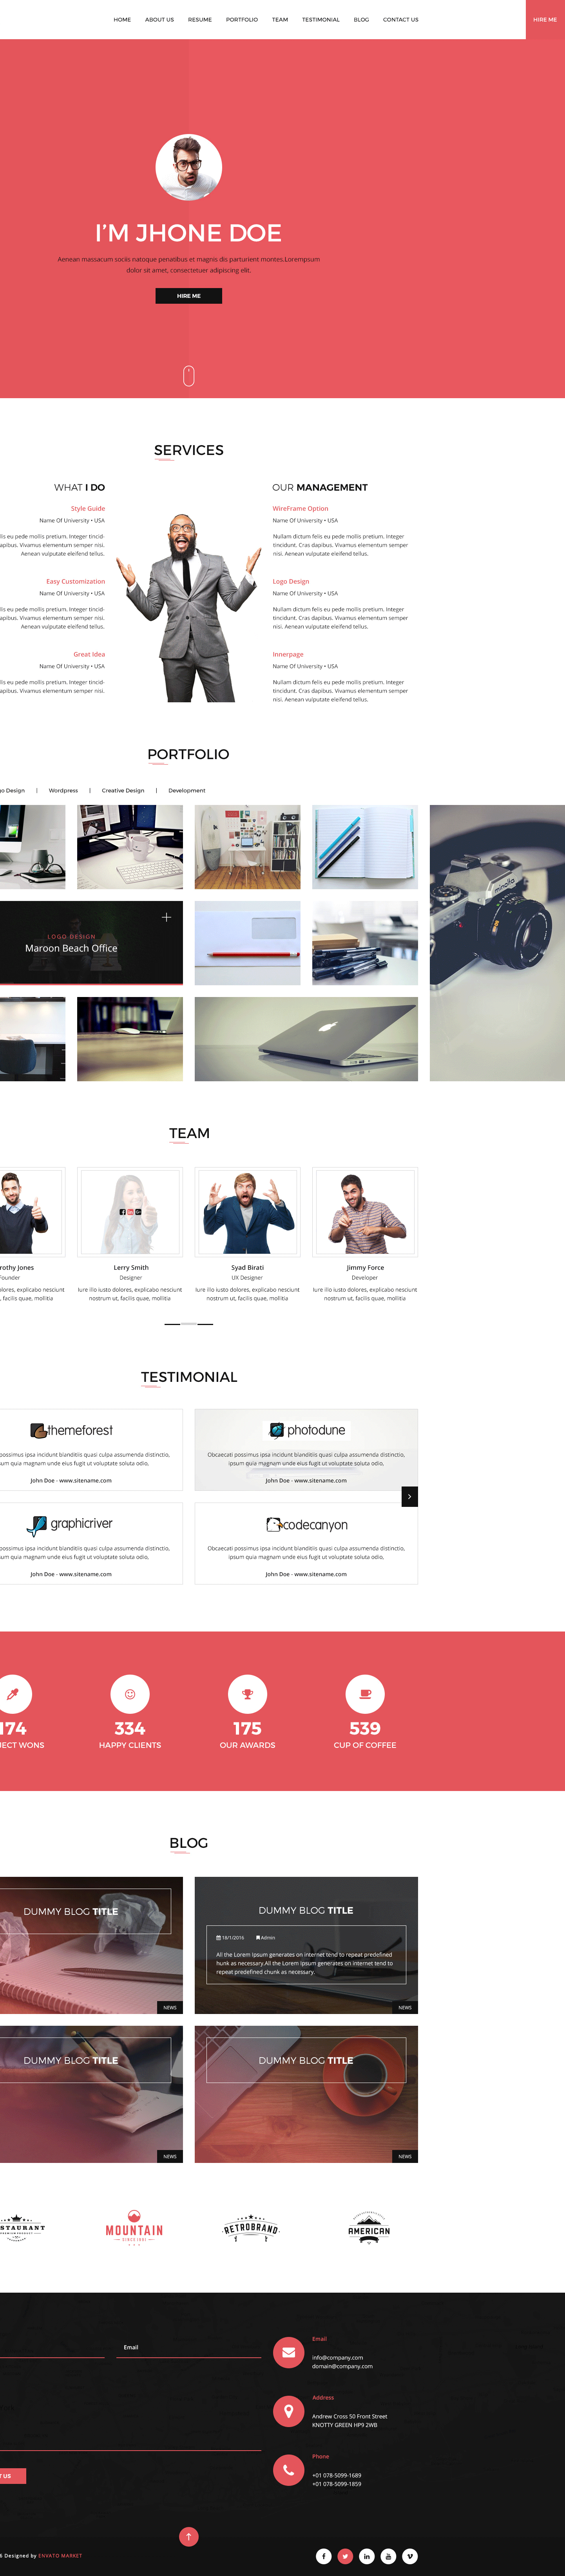 HOME ABOUT US RESUME PORTFOLIO TEAM TESTIMONIAL BLOG CONTACT US HIRE ME
I'M JHONE DOE
Aenean massacum sociis natoque penatibus et magnis dis parturient montes.Loremipsum
dolor sit amet, consectetuer adipiscing elit.
HIRE ME
SERVICES
WHAT I DO
Style Guide
Name Of University • USA
eu pede mollis pretium. Integer tincid-
dapibus. Vivamus elementum semper nisi.
Aenean vulputate eleifend tellus.
Easy Customization
Name Of University • USA
eu pede mollis pretium. Integer tincid-
dapibus. Vivamus elementum semper nisi.
Aenean vulputate eleifend tellus.
Great Idea
Name Of University • USA
eu pede mollis pretium. Integer tincid-
dapibus. Vivamus elementum semper nisi.
Aenean vulputate eleifend tellus.
OUR MANAGEMENT
WireFrame Option
Name Of University • USA
Nullam dictum felis eu pede mollis pretium. Integer
tincidunt. Cras dapibus. Vivamus elementum semper
nisi. Aenean vulputate eleifend tellus.
Logo Design
Name Of University • USA
Nullam dictum felis eu pede mollis pretium. Integer
tincidunt. Cras dapibus. Vivamus elementum semper
nisi. Aenean vulputate eleifend tellus.
Innerpage
Name Of University • USA
Nullam dictum felis eu pede mollis pretium. Integer
tincidunt. Cras dapibus. Vivamus elementum semper
nisi. Aenean vulputate eleifend tellus.
PORTFOLIO
go Design | Wordpress | Creative Design | Development
minolta
LOGO DESIGN
Maroon Beach Office
TEAM
rothy Jones
Founder
dolores, explicabo nesciunt
, facilis quae, mollitia
Lerry Smith
Designer
Iure illo iusto dolores, explicabo nesciunt
nostrum ut, facilis quae, mollitia
Syad Birati
UX Designer
Iure illo iusto dolores, explicabo nesciunt
nostrum ut, facilis quae, mollitia
Jimmy Force
Developer
Iure illo iusto dolores, explicabo nesciunt
nostrum ut, facilis quae, mollitia
TESTIMONIAL
themeforest
possimus ipsa incidunt blanditiis quasi culpa assumenda distinctio,
ipsum quia magnam unde eius fugit ut voluptate soluta odio,
John Doe - www.sitename.com
photodune
Obcaecati possimus ipsa incidunt blanditiis quasi culpa assumenda distinctio,
ipsum quia magnam unde eius fugit ut voluptate soluta odio,
John Doe - www.sitename.com
graphicriver
possimus ipsa incidunt blanditiis quasi culpa assumenda distinctio,
ipsum quia magnam unde eius fugit ut voluptate soluta odio,
John Doe - www.sitename.com
codecanyon
Obcaecati possimus ipsa incidunt blanditiis quasi culpa assumenda distinctio,
ipsum quia magnam unde eius fugit ut voluptate soluta odio,
John Doe - www.sitename.com
174 334 175 539
JECT WONS HAPPY CLIENTS OUR AWARDS CUP OF COFFEE
BLOG
DUMMY BLOG TITLE
NEWS
DUMMY BLOG TITLE
18/1/2016 Admin
All the Lorem Ipsum generates on internet tend to repeat predefined
hunk as necessary.All the Lorem Ipsum generates on internet tend to
repeat predefined chunk as necessary.
NEWS
DUMMY BLOG TITLE
NEWS
DUMMY BLOG TITLE
NEWS
STAURANT
MOUNTAIN
SINCE 1991
RETROBRAND
AMERICAN
Email
T US
Email
info@company.com
domain@company.com
Address
Andrew Cross 50 Front Street
KNOTTY GREEN HP9 2WB
Phone
+01 078-5099-1689
+01 078-5099-1859
6 Designed by ENVATO MARKET